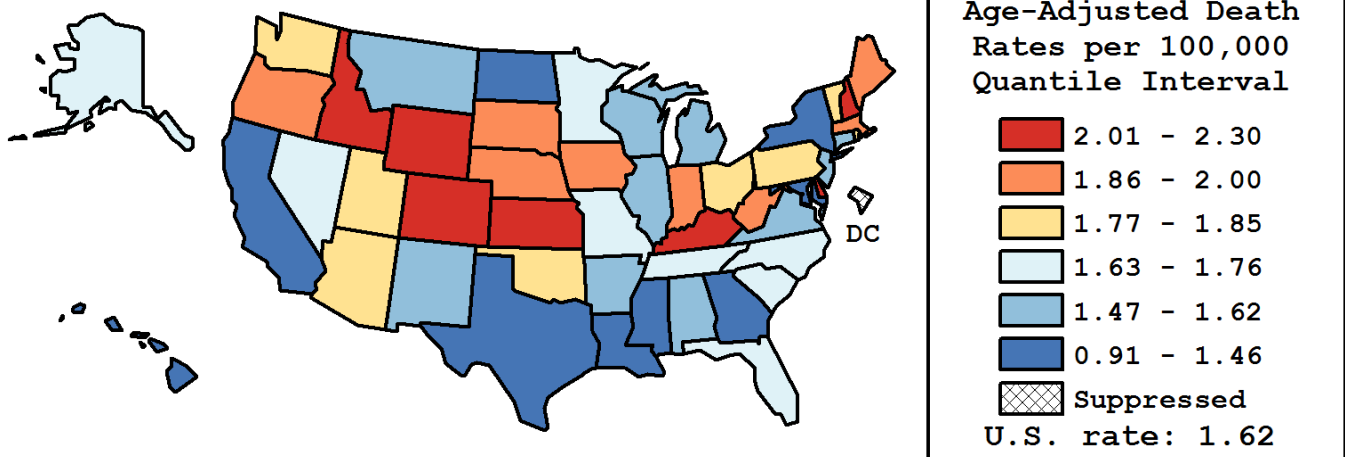 DC
Age-Adjusted Death
Rates per 100,000
Quantile Interval
2.01 - 2.30
1.86 - 2.00
1.77 - 1.85
1.63 - 1.76
1.47 - 1.62
0.91 - 1.46
Suppressed
U.S. rate: 1.62